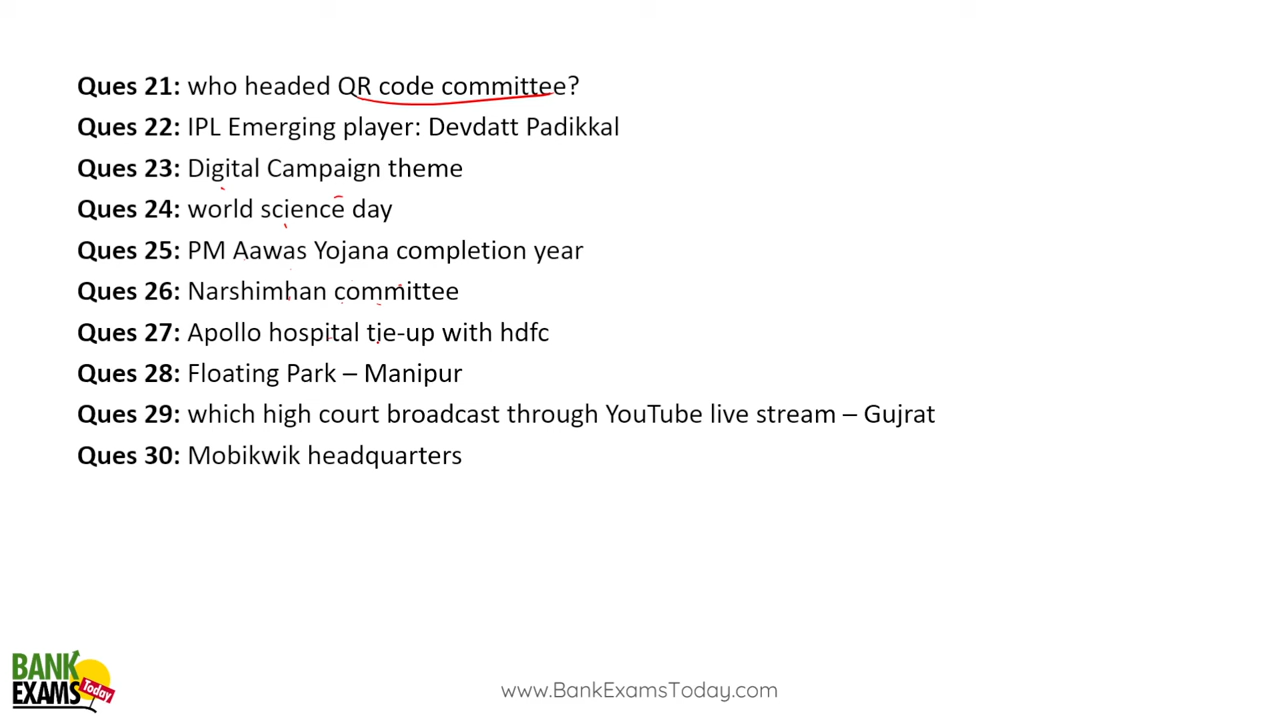 Ques 21: who headed QR code committee?
Ques 22: IPL Emerging player: Devdatt Padikkal
Ques 23: Digital Campaign theme
Ques 24: world science day
Ques 25: PM Aawas Yojana completion year
Ques 26: Narshimhan committee
Ques 27: Apollo hospital tie-up with hdfc
Ques 28: Floating Park – Manipur
Ques 29: which high court broadcast through YouTube live stream – Gujrat
Ques 30: Mobikwik headquarters
BANK
EXAMS Today
www.BankExamsToday.com